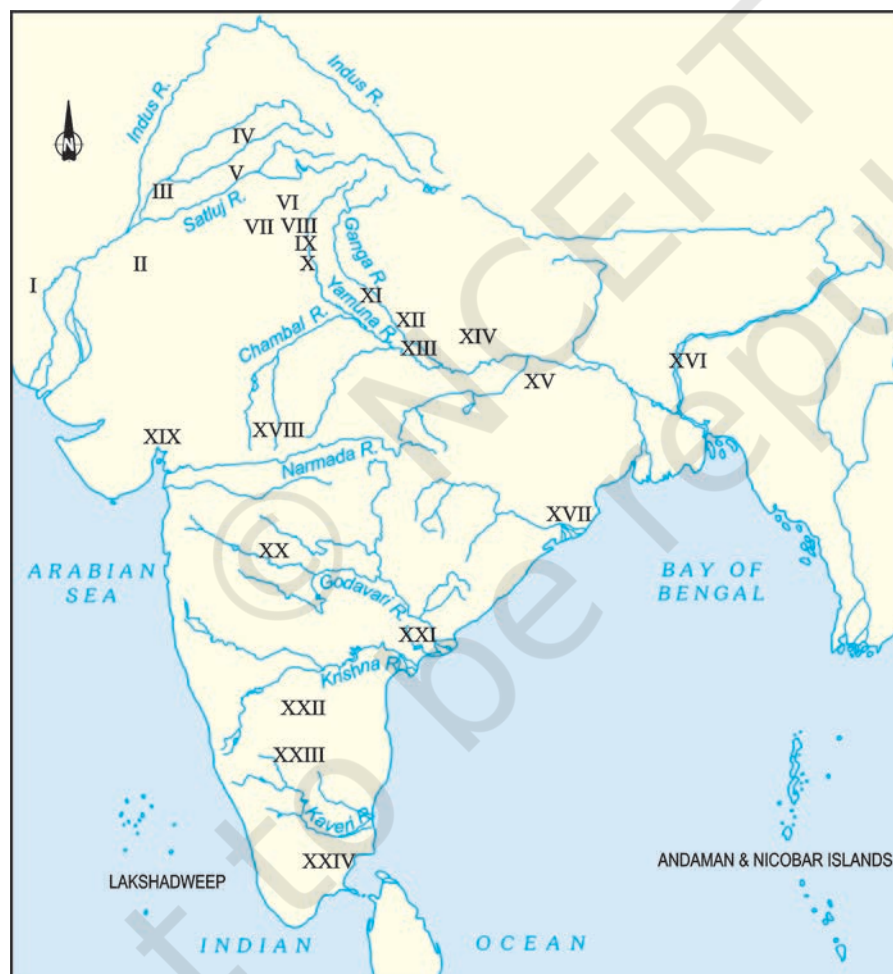 Indus R.
Indus R.
N
IV
V
III
Satluj R.
VI
VII
VIII
IX
X
II
I
Ganga R.
XI
Yamuna R.
Chambal R.
XII
XIII
XIV
XV
XVI
XVIII
XIX
Narmada R.
XVII
XX
ARABIAN
SEA
BAY OF
BENGAL
Godavari R.
XXI
Krishna R.
XXII
XXIII
Kaveri R.
XXIV
LAKSHADWEEP
ANDAMAN & NICOBAR ISLANDS
INDIAN OCEAN
© NCERT
t to be repu